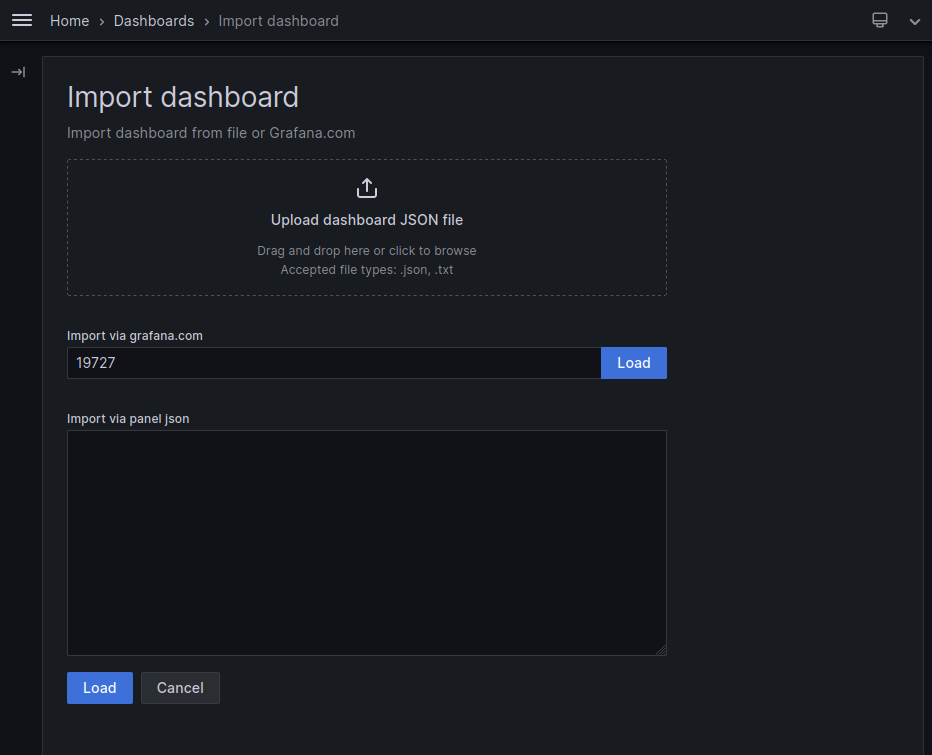 Home › Dashboards › Import dashboard
Import dashboard
Import dashboard from file or Grafana.com
Upload dashboard JSON file
Drag and drop here or click to browse
Accepted file types: .json, .txt
Import via grafana.com
19727 Load
Import via panel json
Load Cancel